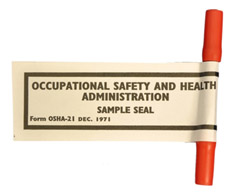 OCCUPATIONAL SAFETY AND HEALTH
ADMINISTRATION
SAMPLE SEAL
Form OSHA-21 DEC. 1971